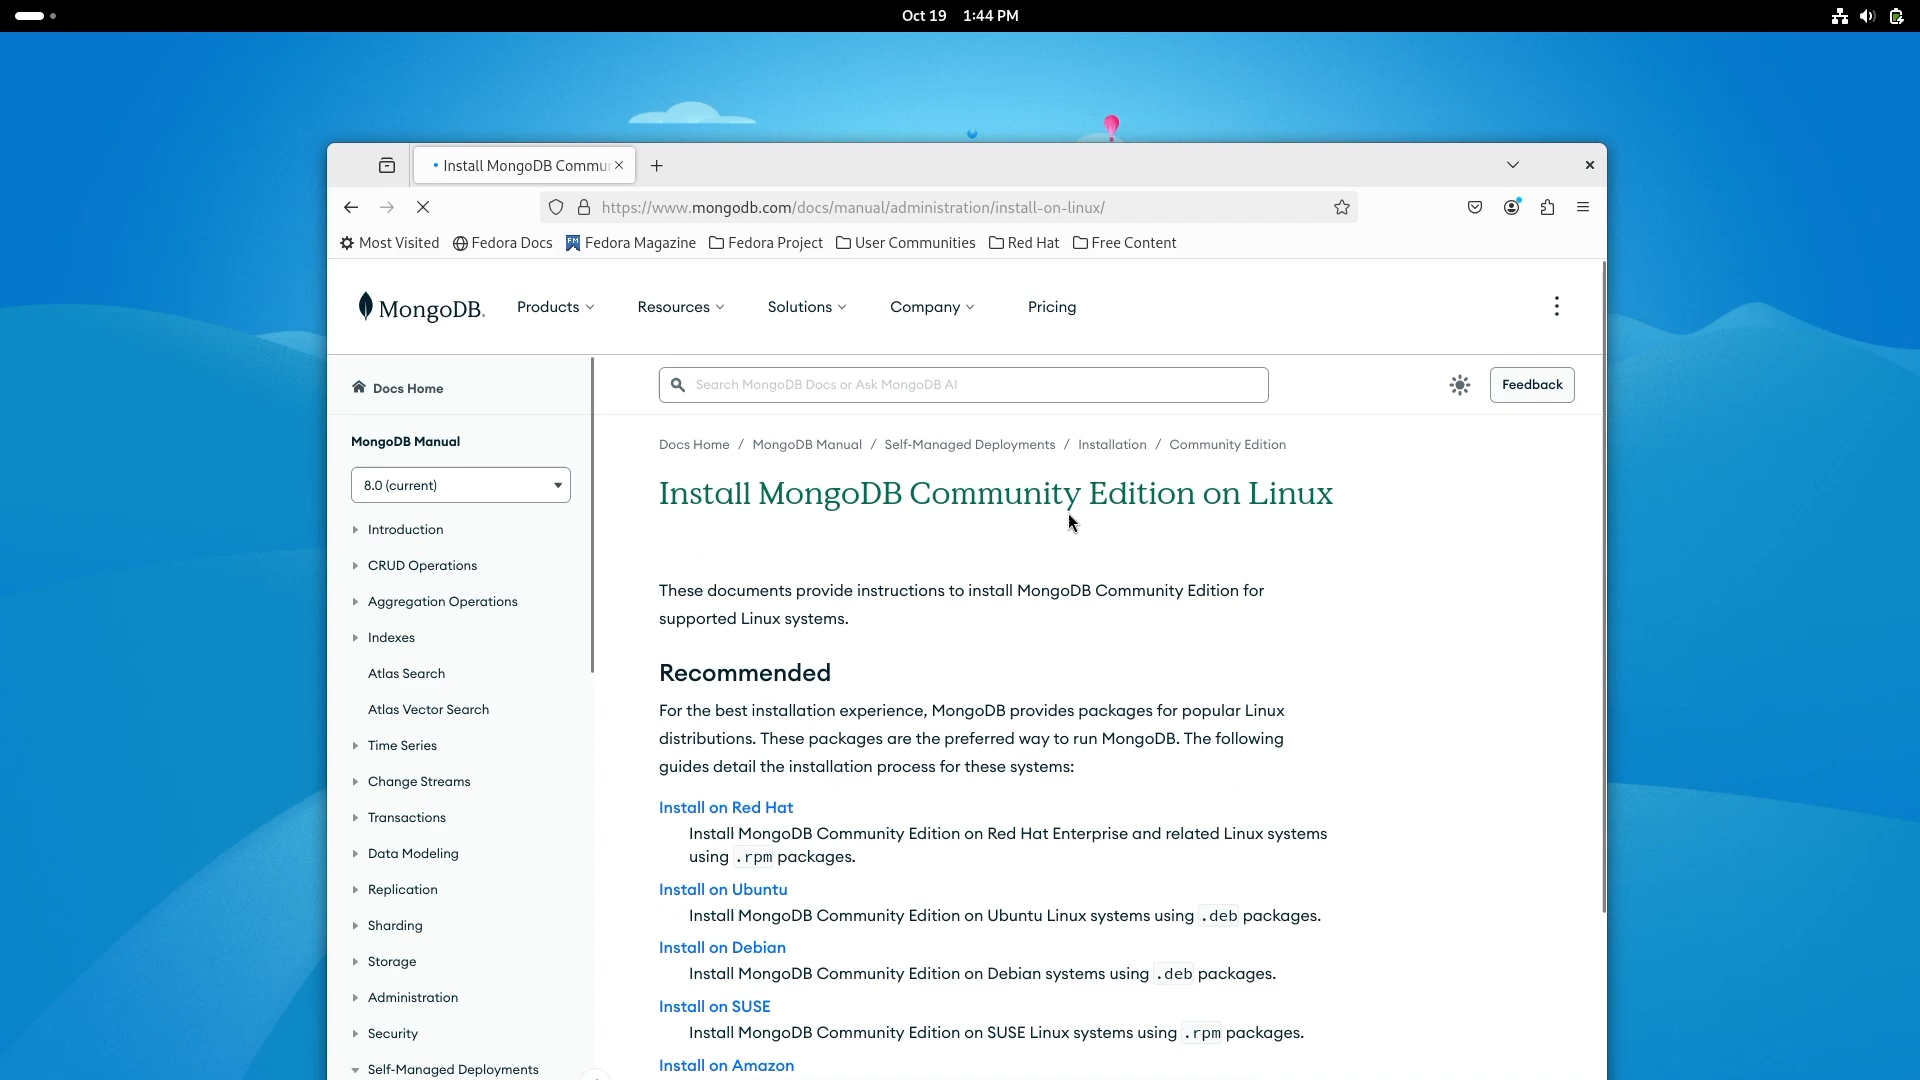 Oct 19 1:44 PM
Install MongoDB Commu
https://www.mongodb.com/docs/manual/administration/install-on-linux/
Most Visited
Fedora Docs
Fedora Magazine
Fedora Project
User Communities
Red Hat
Free Content
MongoDB.
Products
Resources
Solutions
Company
Pricing
Docs Home
Search MongoDB Docs or Ask MongoDB AI
Feedback
MongoDB Manual
8.0 (current)
Introduction
CRUD Operations
Aggregation Operations
Indexes
Atlas Search
Atlas Vector Search
Time Series
Change Streams
Transactions
Data Modeling
Replication
Sharding
Storage
Administration
Security
Self-Managed Deployments
Docs Home / MongoDB Manual / Self-Managed Deployments / Installation / Community Edition
Install MongoDB Community Edition on Linux
These documents provide instructions to install MongoDB Community Edition for
supported Linux systems.
Recommended
For the best installation experience, MongoDB provides packages for popular Linux
distributions. These packages are the preferred way to run MongoDB. The following
guides detail the installation process for these systems:
Install on Red Hat
Install MongoDB Community Edition on Red Hat Enterprise and related Linux systems
using .rpm packages.
Install on Ubuntu
Install MongoDB Community Edition on Ubuntu Linux systems using .deb packages.
Install on Debian
Install MongoDB Community Edition on Debian systems using .deb packages.
Install on SUSE
Install MongoDB Community Edition on SUSE Linux systems using .rpm packages.
Install on Amazon